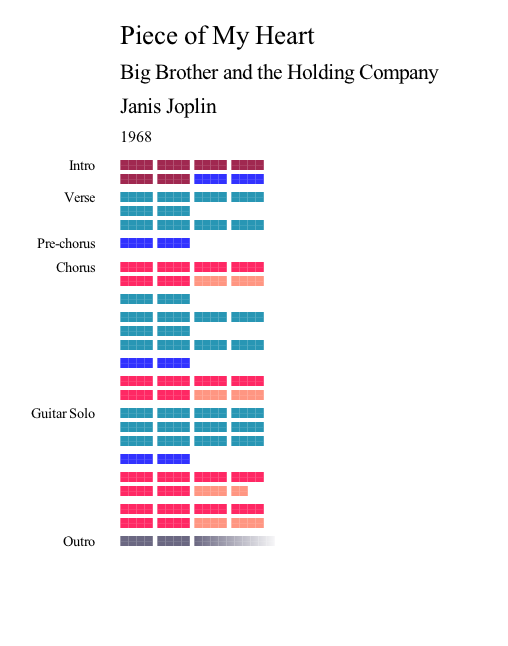 Piece of My Heart
Big Brother and the Holding Company
Janis Joplin
1968
Intro
Verse
Pre-chorus
Chorus
Guitar Solo
Outro